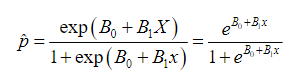 p̂ = exp(B₀ + B₁X) / 1 + exp(B₀ + B₁x) = e^(B₀ + B₁x) / 1 + e^(B₀ + B₁x)